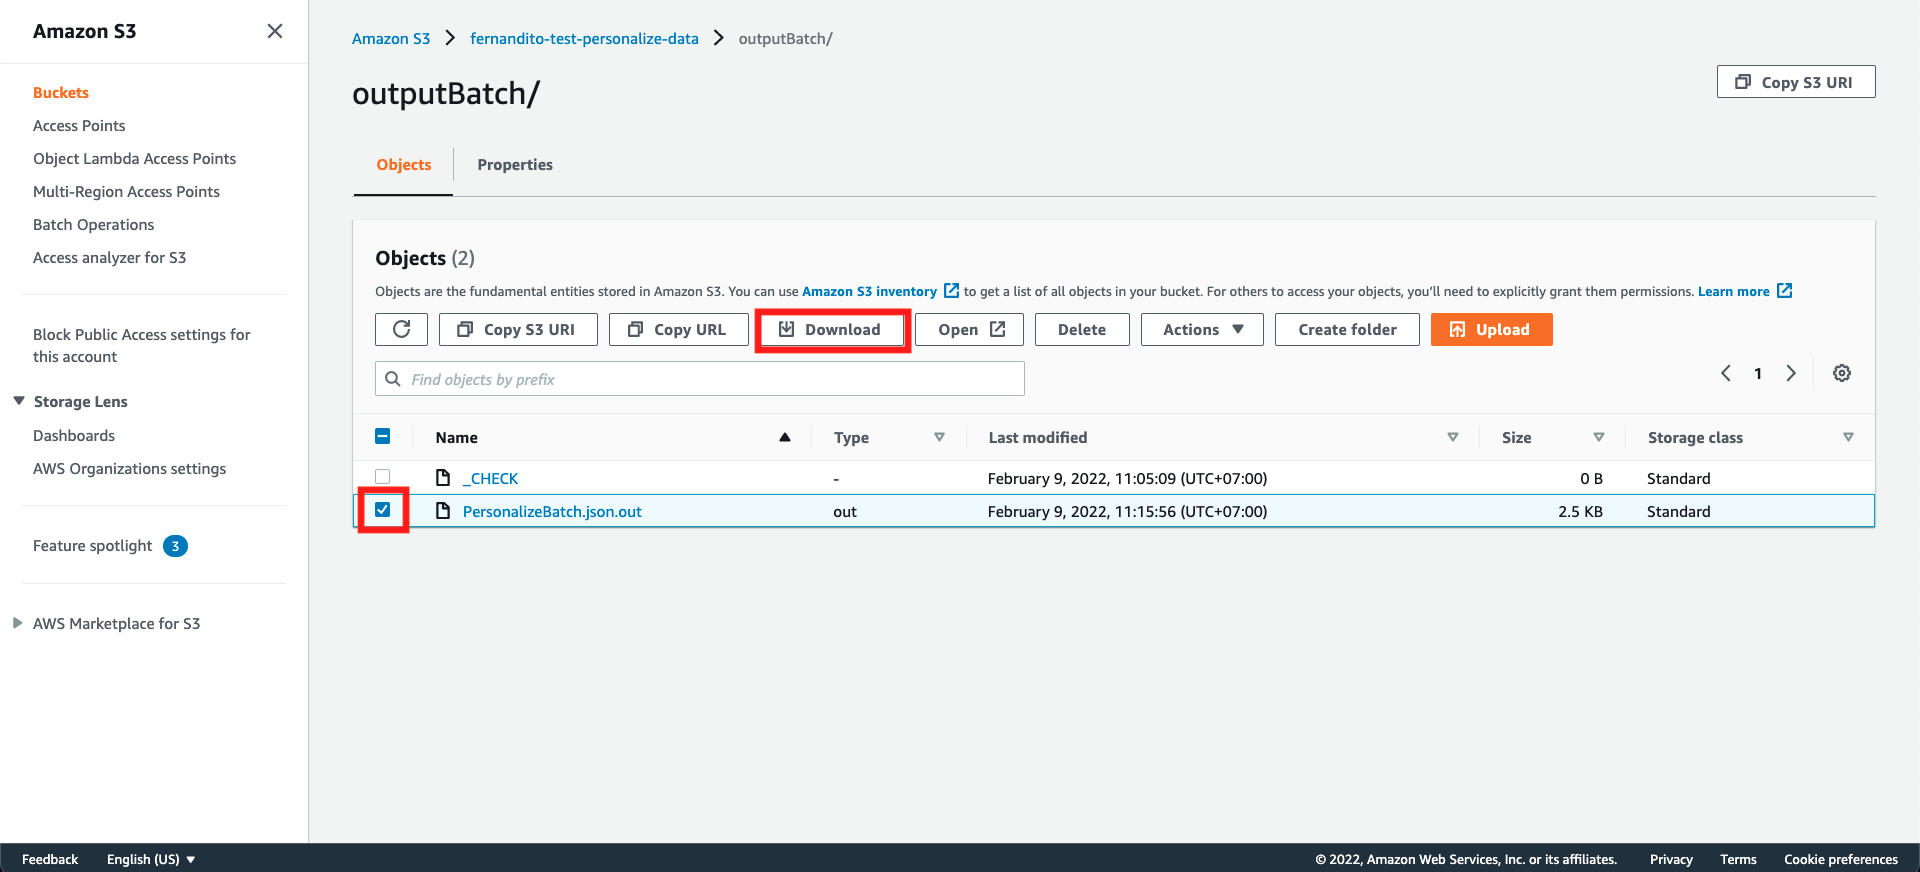 Amazon S3
Buckets
Access Points
Object Lambda Access Points
Multi-Region Access Points
Batch Operations
Access analyzer for S3
Block Public Access settings for
this account
Storage Lens
Dashboards
AWS Organizations settings
Feature spotlight 3
AWS Marketplace for S3
Amazon S3 fernandito-test-personalize-data outputBatch/
outputBatch/
Copy S3 URI
Objects Properties
Objects (2)
Objects are the fundamental entities stored in Amazon S3. You can use Amazon S3 inventory to get a list of all objects in your bucket. For others to access your objects, you'll need to explicitly grant them permissions. Learn more
Copy S3 URI Copy URL Download Open Delete Actions Create folder Upload
Find objects by prefix
1
Name Type Last modified Size Storage class
_CHECK - February 9, 2022, 11:05:09 (UTC+07:00) 0 B Standard
PersonalizeBatch.json.out out February 9, 2022, 11:15:56 (UTC+07:00) 2.5 KB Standard
Feedback English (US) © 2022, Amazon Web Services, Inc. or its affiliates. Privacy Terms Cookie preferences